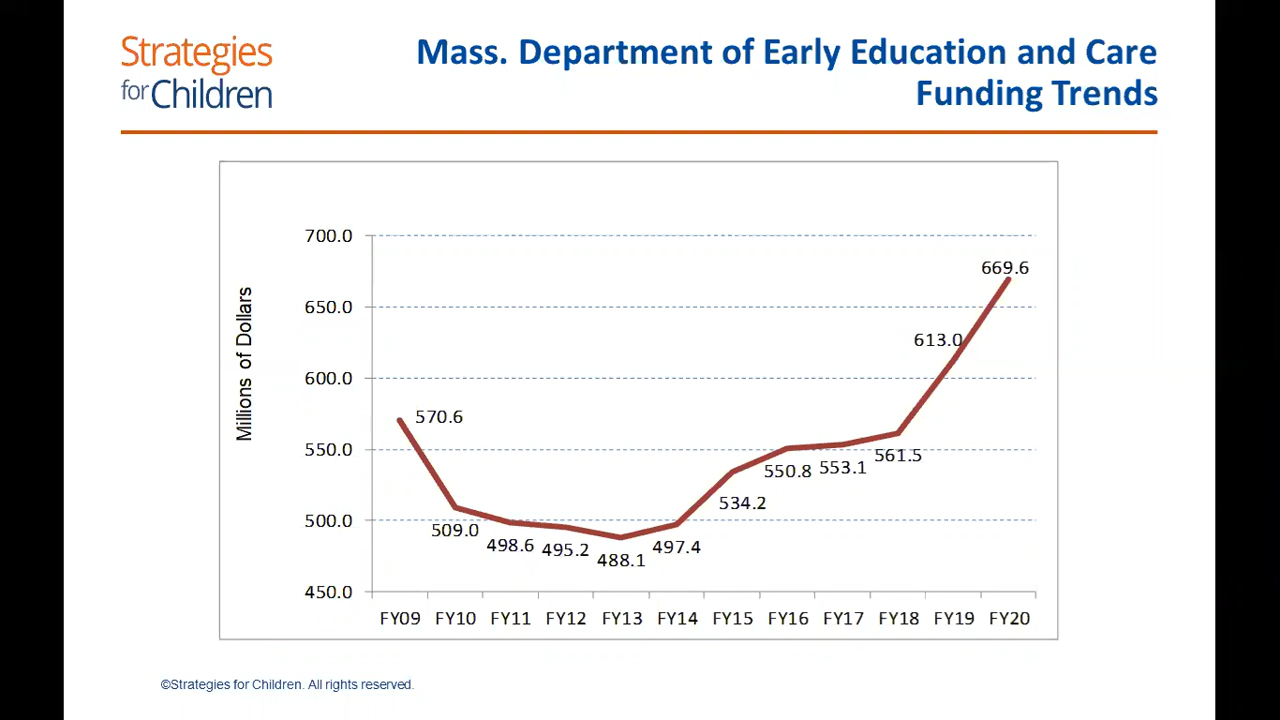 Strategies
for Children
Mass. Department of Early Education and Care
Funding Trends
Millions of Dollars
700.0
650.0
600.0
550.0
500.0
450.0
570.6
509.0
498.6
495.2
488.1
497.4
534.2
550.8
553.1
561.5
613.0
669.6
FY09 FY10 FY11 FY12 FY13 FY14 FY15 FY16 FY17 FY18 FY19 FY20
©Strategies for Children. All rights reserved.